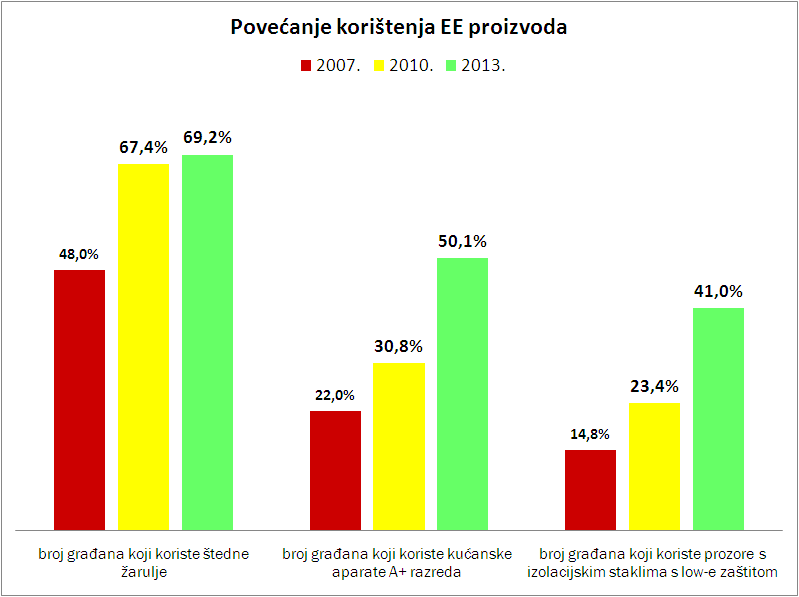 Povećanje korištenja EE proizvoda
2007. 2010. 2013.
48,0%
67,4%
69,2%
22,0%
30,8%
50,1%
14,8%
23,4%
41,0%
broj građana koji koriste štedne
žarulje
broj građana koji koriste kućanske
aparate A+ razreda
broj građana koji koriste prozore s
izolacijskim staklima s low-e zaštitom